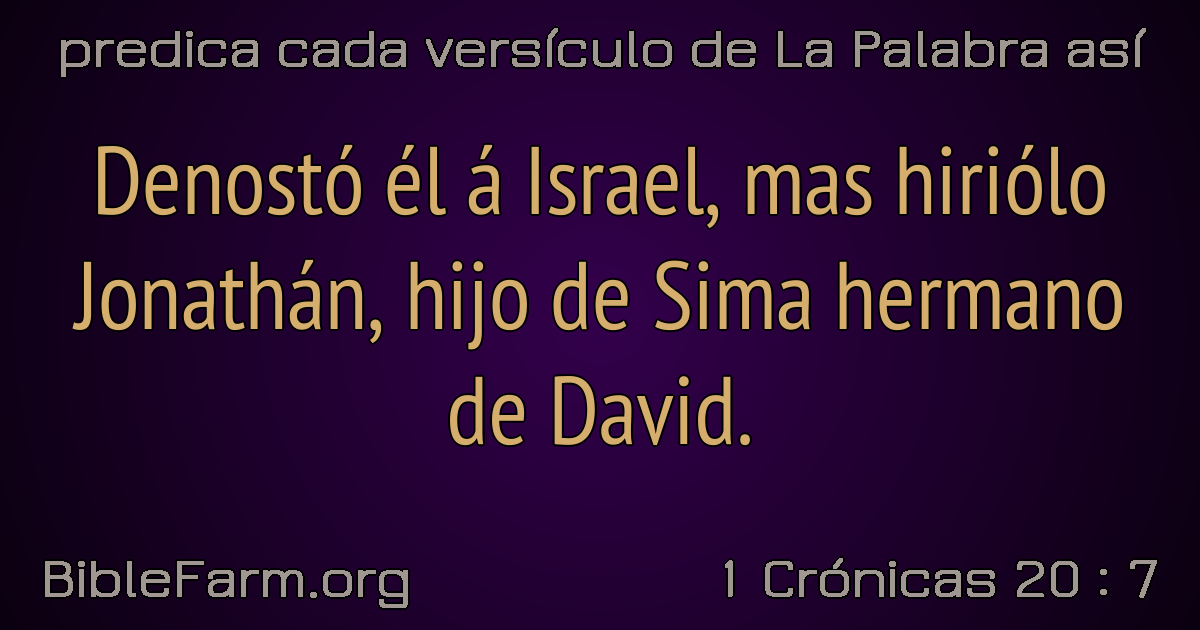 predica cada versículo de La Palabra así
Denostó él á Israel, mas hiriólo
Jonathán, hijo de Sima hermano
de David.
BibleFarm.org
1 Crónicas 20 : 7